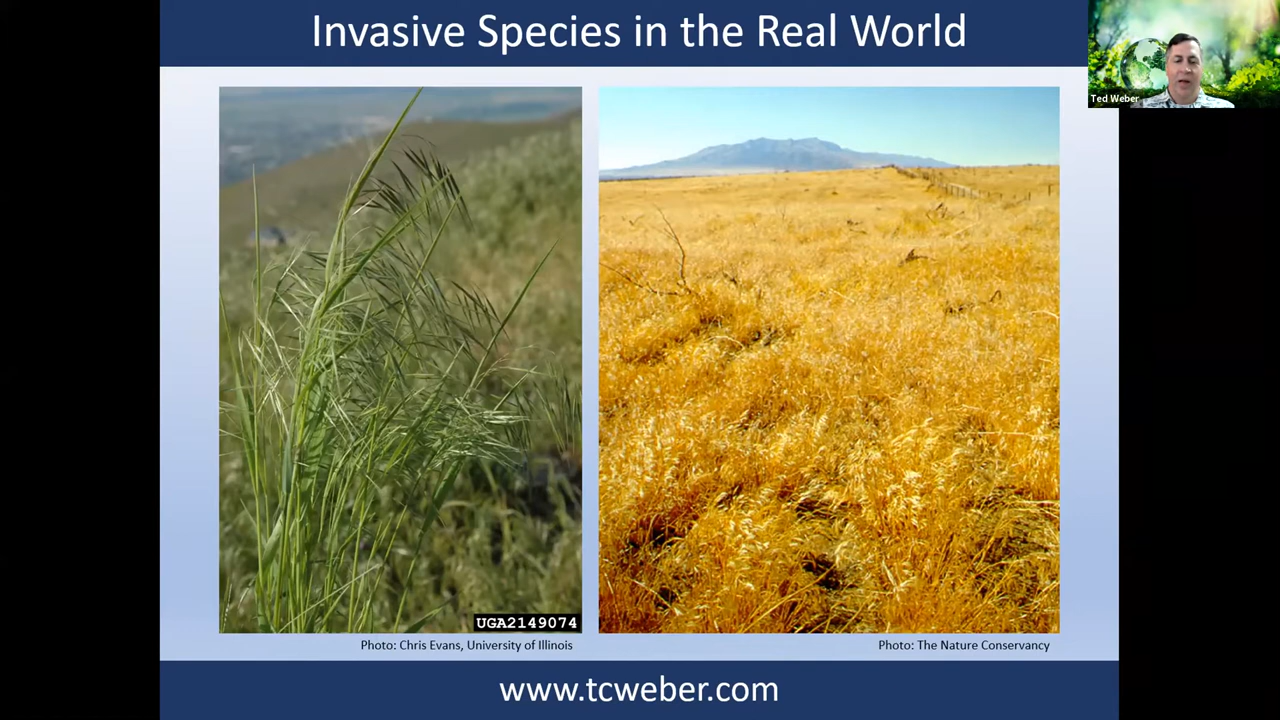 Invasive Species in the Real World
Ted Weber
UGA2149074
Photo: Chris Evans, University of Illinois
Photo: The Nature Conservancy
www.tcweber.com